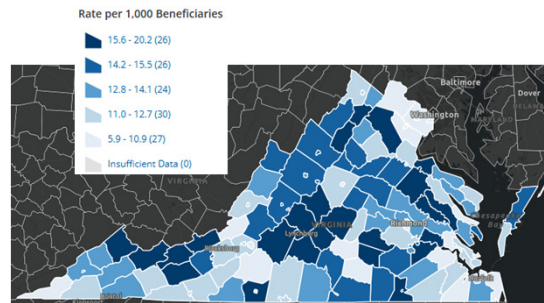 Rate per 1,000 Beneficiaries
15.6 - 20.2 (26)
14.2 - 15.5 (26)
12.8 - 14.1 (24)
11.0 - 12.7 (30)
5.9 - 10.9 (27)
Insufficient Data (0)
Baltimore
Dover
Washington
MARYLAND
VIRGINIA
Chesapeake
Bay
VIRGINIA
Richmond
Lynchburg